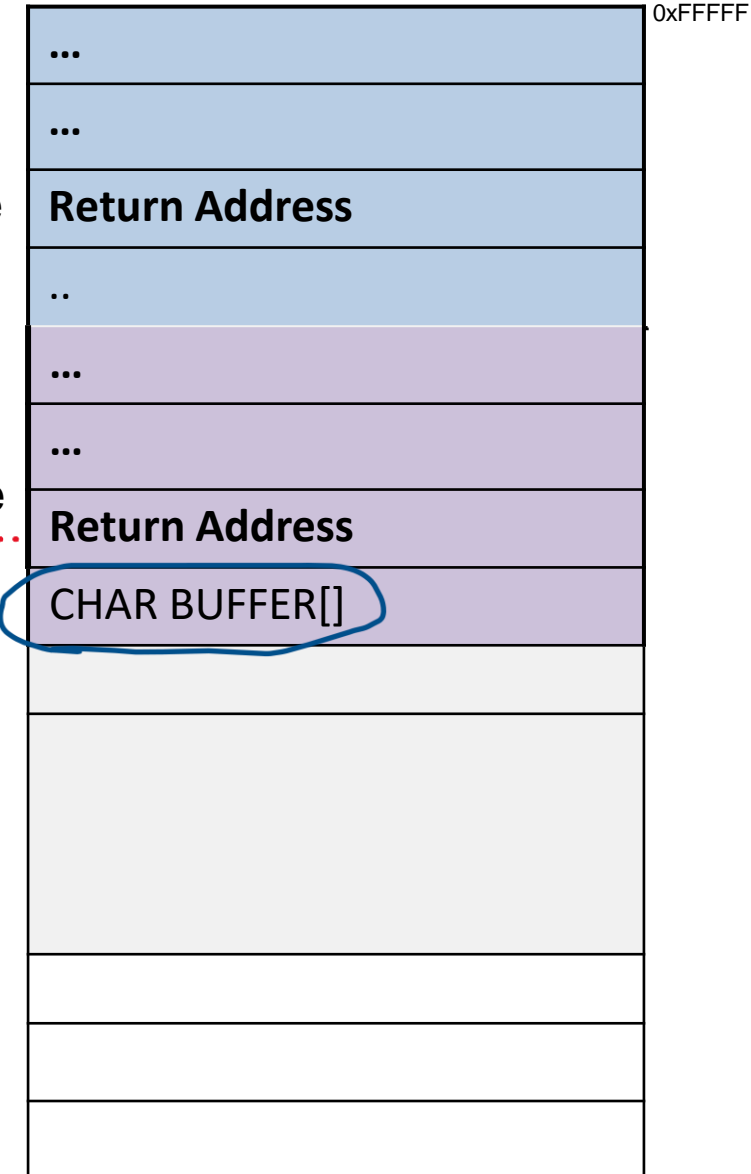 0xFFFFF
...
...
e Return Address
..
...
...
e Return Address
..
CHAR BUFFER[]